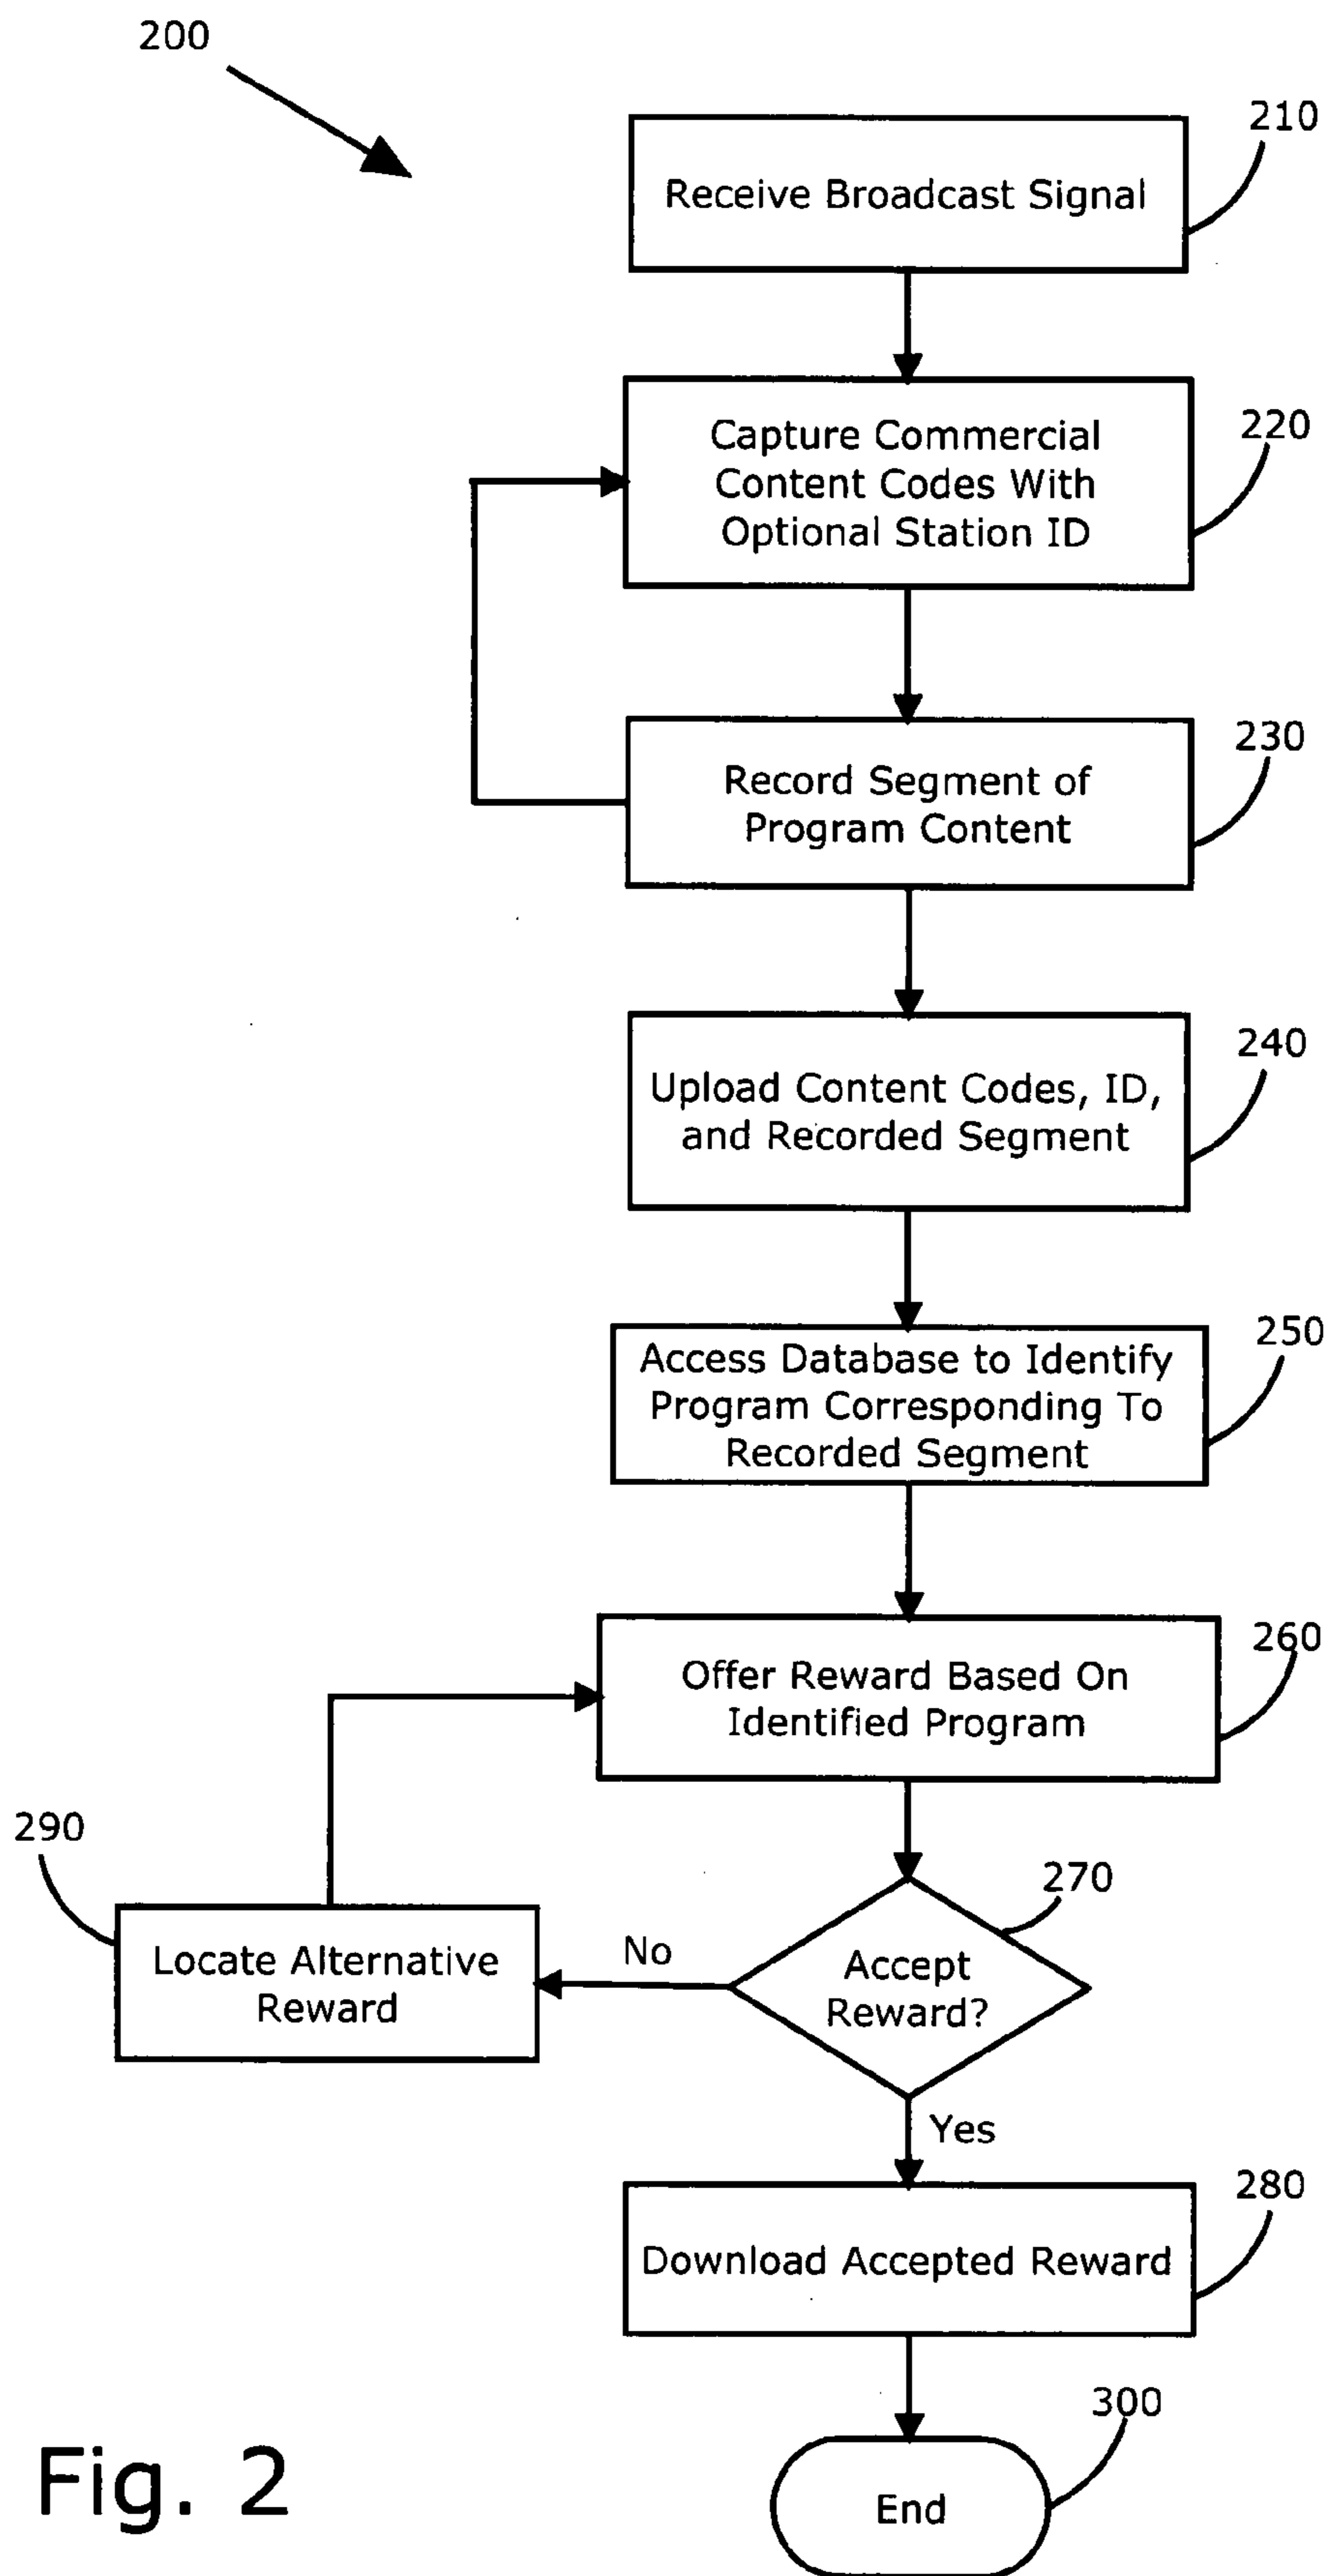 200
210
Receive Broadcast Signal
220
Capture Commercial
Content Codes With
Optional Station ID
230
Record Segment of
Program Content
240
Upload Content Codes, ID,
and Recorded Segment
250
Access Database to Identify
Program Corresponding To
Recorded Segment
260
Offer Reward Based On
Identified Program
290
270
Locate Alternative
Reward
No
Accept
Reward?
Yes
280
Download Accepted Reward
300
End
Fig. 2